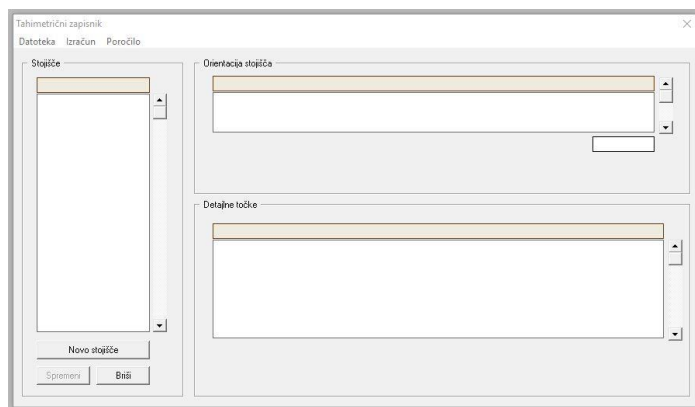 Tahimetrični zapisnik
Datoteka Izračun Poročilo
Stojišče
Orientacija stojišča
Detajlne točke
Novo stojišče
Spremeni Briši